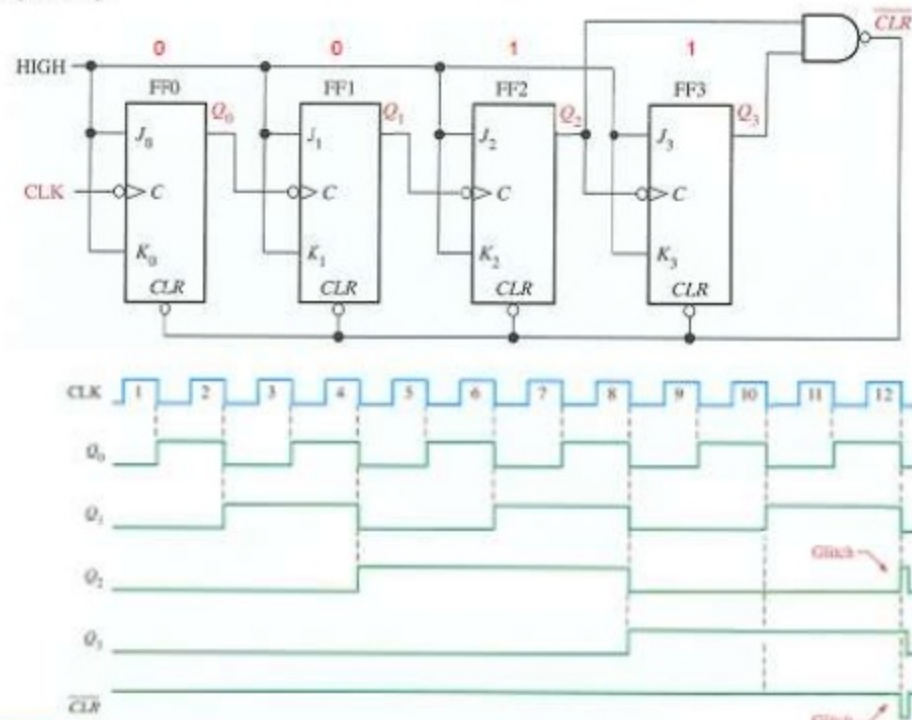 CLR
0 0 1 1
HIGH
FF0 FF1 FF2 FF3
Q0 Q1 Q2 Q3
J0 J1 J2 J3
CLK C C C C
K0 K1 K2 K3
CLR CLR CLR CLR
CLK 1 2 3 4 5 6 7 8 9 10 11 12
Q0
Q1
Glitch
Q2
Q3
CLR
Glitch